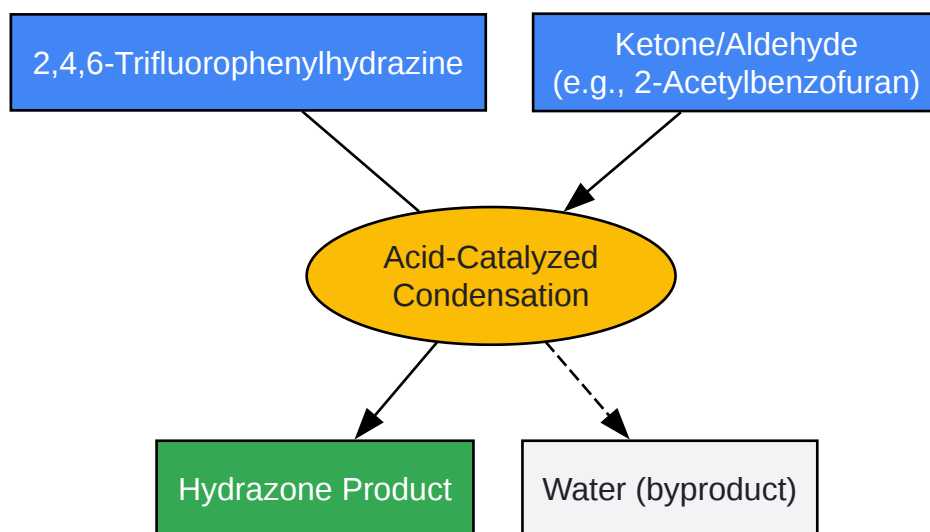 2,4,6-Trifluorophenylhydrazine
Ketone/Aldehyde
(e.g., 2-Acetylbenzofuran)
Acid-Catalyzed
Condensation
Hydrazone Product
Water (byproduct)